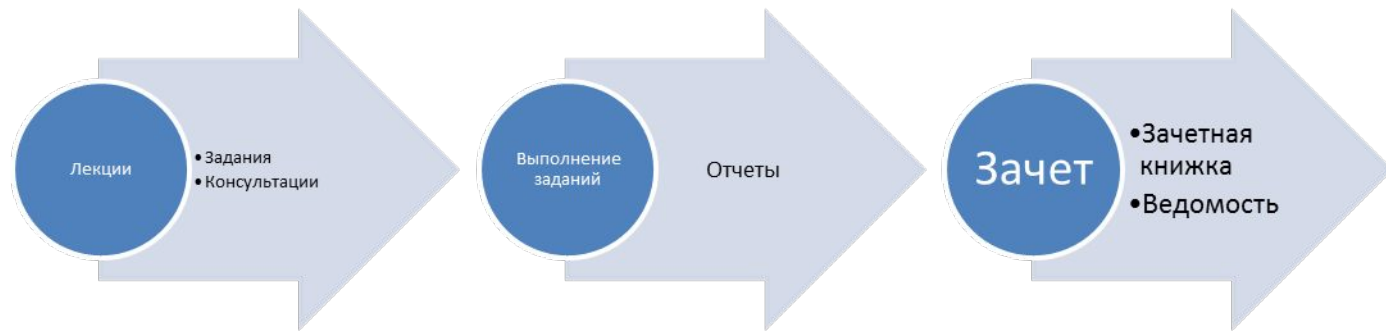 Лекции
• Задания
• Консультации
Выполнение
заданий
Отчеты
Зачет
•Зачетная
книжка
•Ведомость